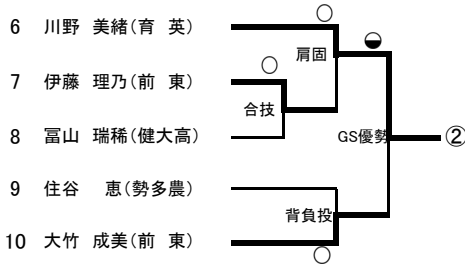 6 川野 美緒(育 英)
肩固
7 伊藤 理乃(前 東)
合技
8 冨山 瑞稀(健大高)
GS優勢
②
9 住谷 恵(勢多農)
背負投
10 大竹 成美(前 東)